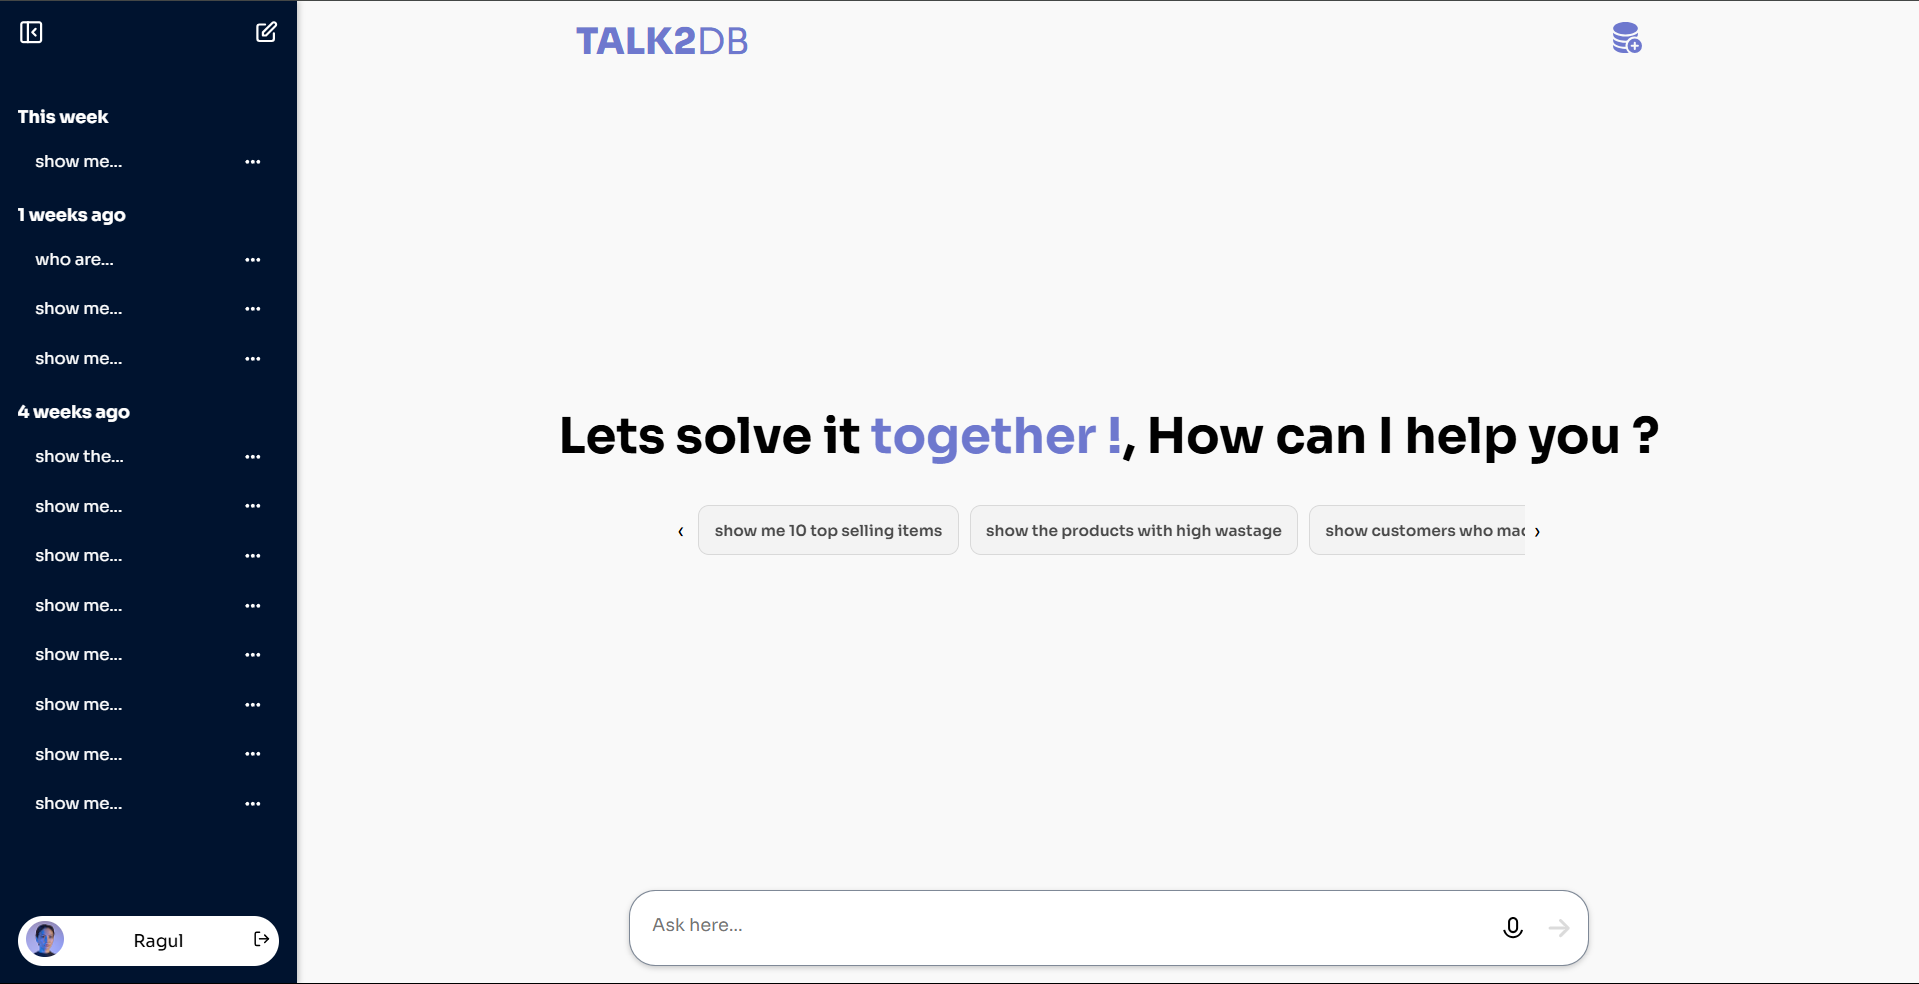 TALK2DB
This week
show me...
1 weeks ago
who are...
show me...
show me...
4 weeks ago
show the...
show me...
show me...
show me...
show me...
show me...
show me...
show me...
Ragul
Lets solve it together !, How can I help you ?
show me 10 top selling items
show the products with high wastage
show customers who mad
Ask here...